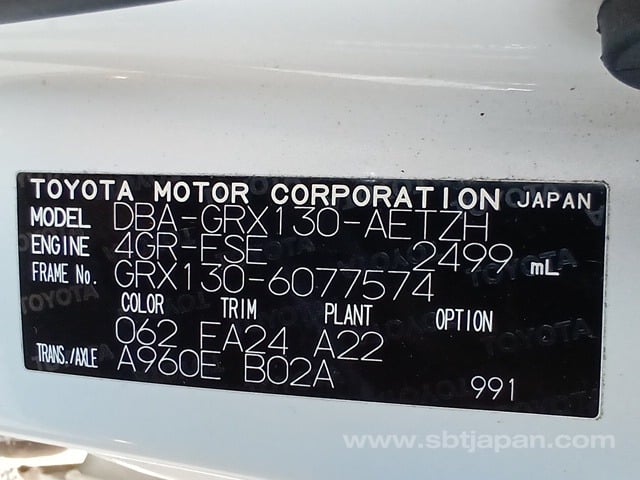 TOYOTA MOTOR CORPORATION JAPAN
MODEL DBA-GRX130-AETZH
ENGINE 4GR-FSE 2499 mL
FRAME No. GRX130-6077574
COLOR TRIM PLANT OPTION
062 FA24 A22
TRANS./AXLE A960E B02A 991
www.sbtjapan.com